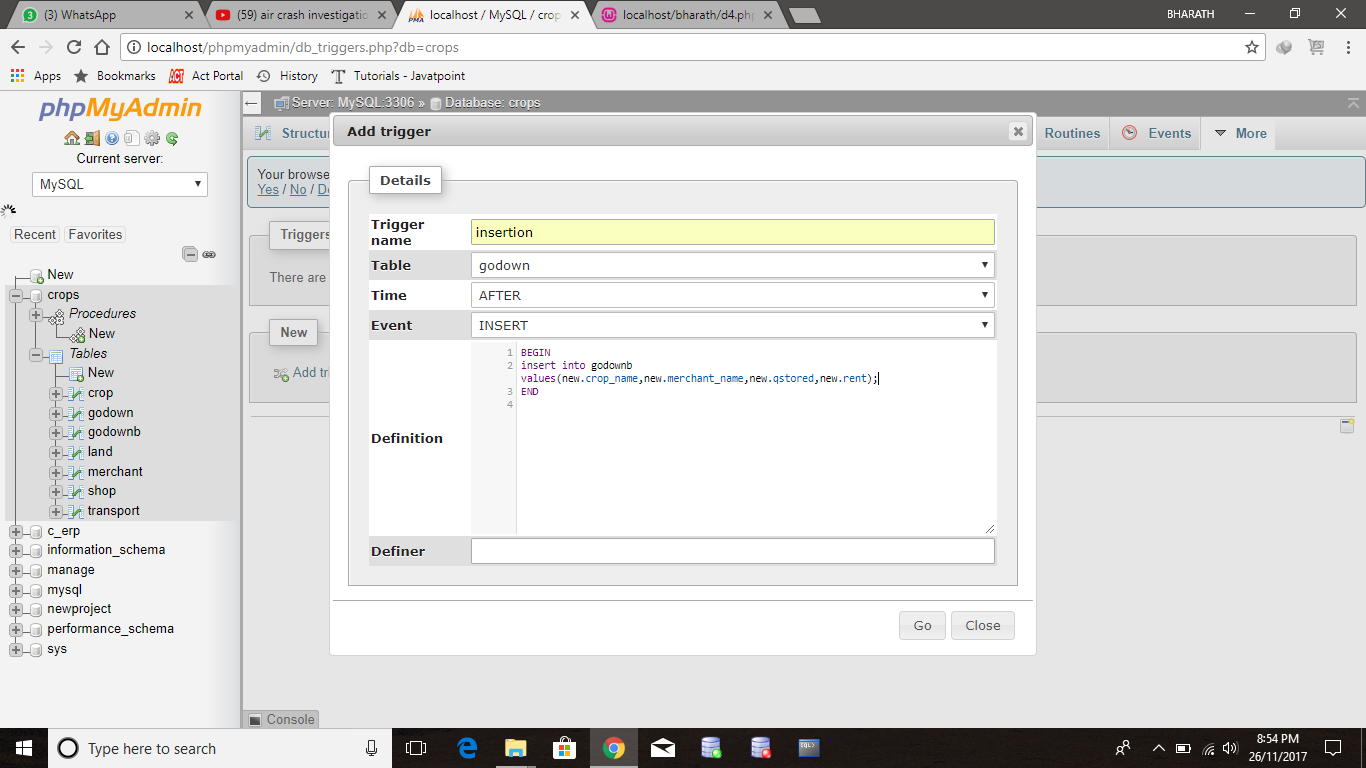 (3) WhatsApp
(59) air crash investigatio
localhost / MySQL / crop
localhost/bharath/d4.php
BHARATH
localhost/phpmyadmin/db_triggers.php?db=crops
Apps
Bookmarks
ACT
Act Portal
History
Tutorials - Javatpoint
phpMyAdmin
Current server:
MySQL
Recent
Favorites
New
crops
Procedures
New
Tables
New
crop
godown
godownb
land
merchant
shop
transport
c_erp
information_schema
manage
mysql
newproject
performance_schema
sys
Server: MySQL:3306 » Database: crops
Structu
Routines
Events
More
Your browse
Yes / No / D
Triggers
There are
New
Add tri
Add trigger
Details
Trigger name
insertion
Table
godown
Time
AFTER
Event
INSERT
Definition
1 BEGIN
2 insert into godownb
values(new.crop_name,new.merchant_name,new.qstored,new.rent);
3 END
4
Definer
Go
Close
Console
Type here to search
SQL>
8:54 PM
26/11/2017